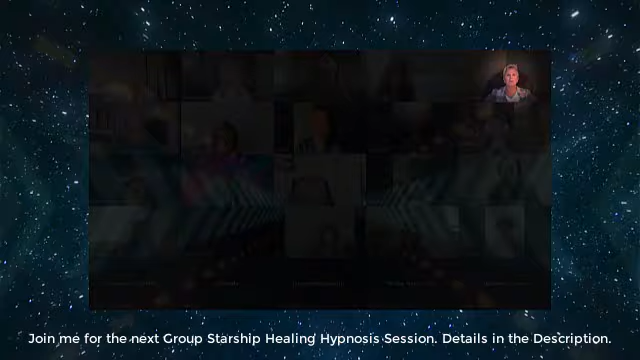 Join me for the next Group Starship Healing Hypnosis Session. Details in the Description.